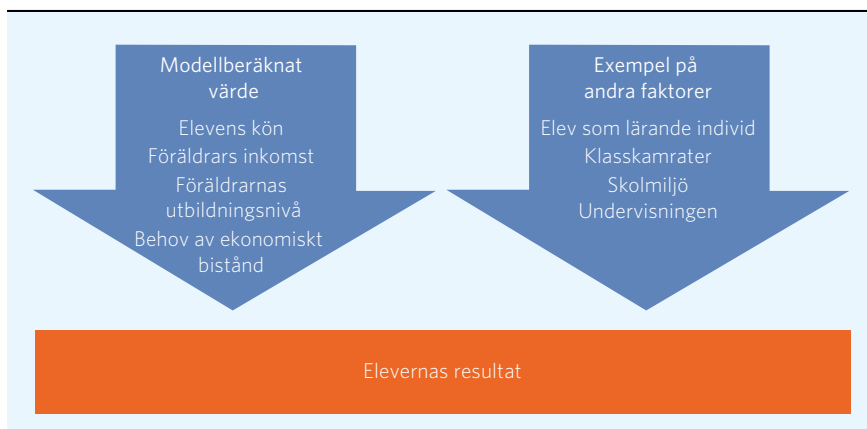 Modellberäknat
värde
Elevens kön
Föräldrars inkomst
Föräldrarnas
utbildningsnivå
Behov av ekonomiskt
bistånd
Exempel på
andra faktorer
Elev som lärande individ
Klasskamrater
Skolmiljö
Undervisningen
Elevernas resultat